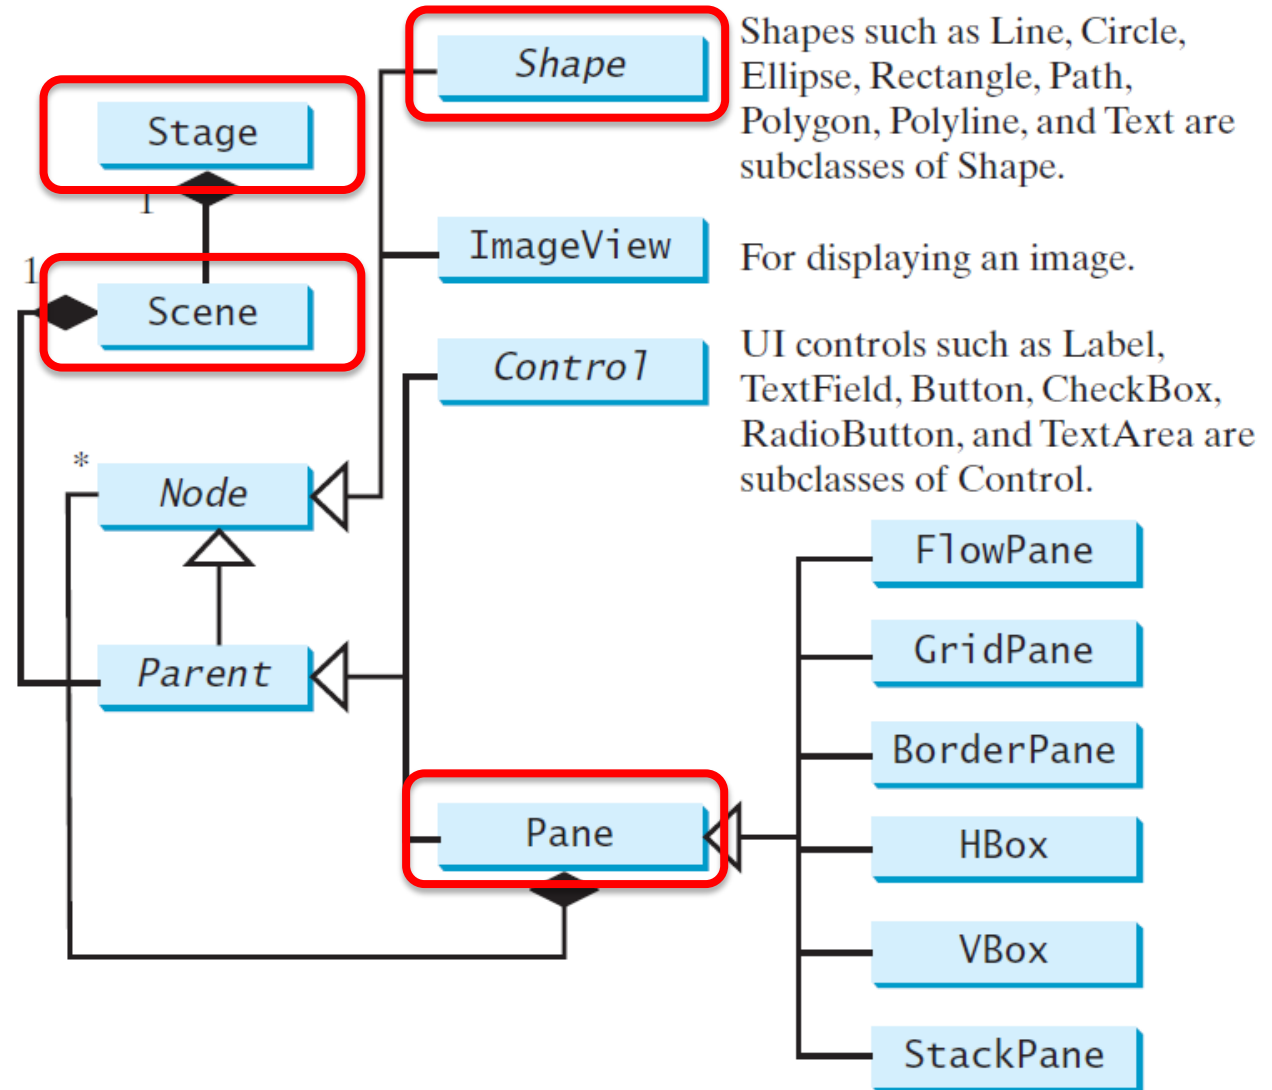 Shape
Shapes such as Line, Circle,
Ellipse, Rectangle, Path,
Polygon, Polyline, and Text are
subclasses of Shape.
Stage
1
ImageView
For displaying an image.
1
Scene
Control
UI controls such as Label,
TextField, Button, CheckBox,
RadioButton, and TextArea are
subclasses of Control.
*
Node
FlowPane
GridPane
Parent
BorderPane
Pane
HBox
VBox
StackPane